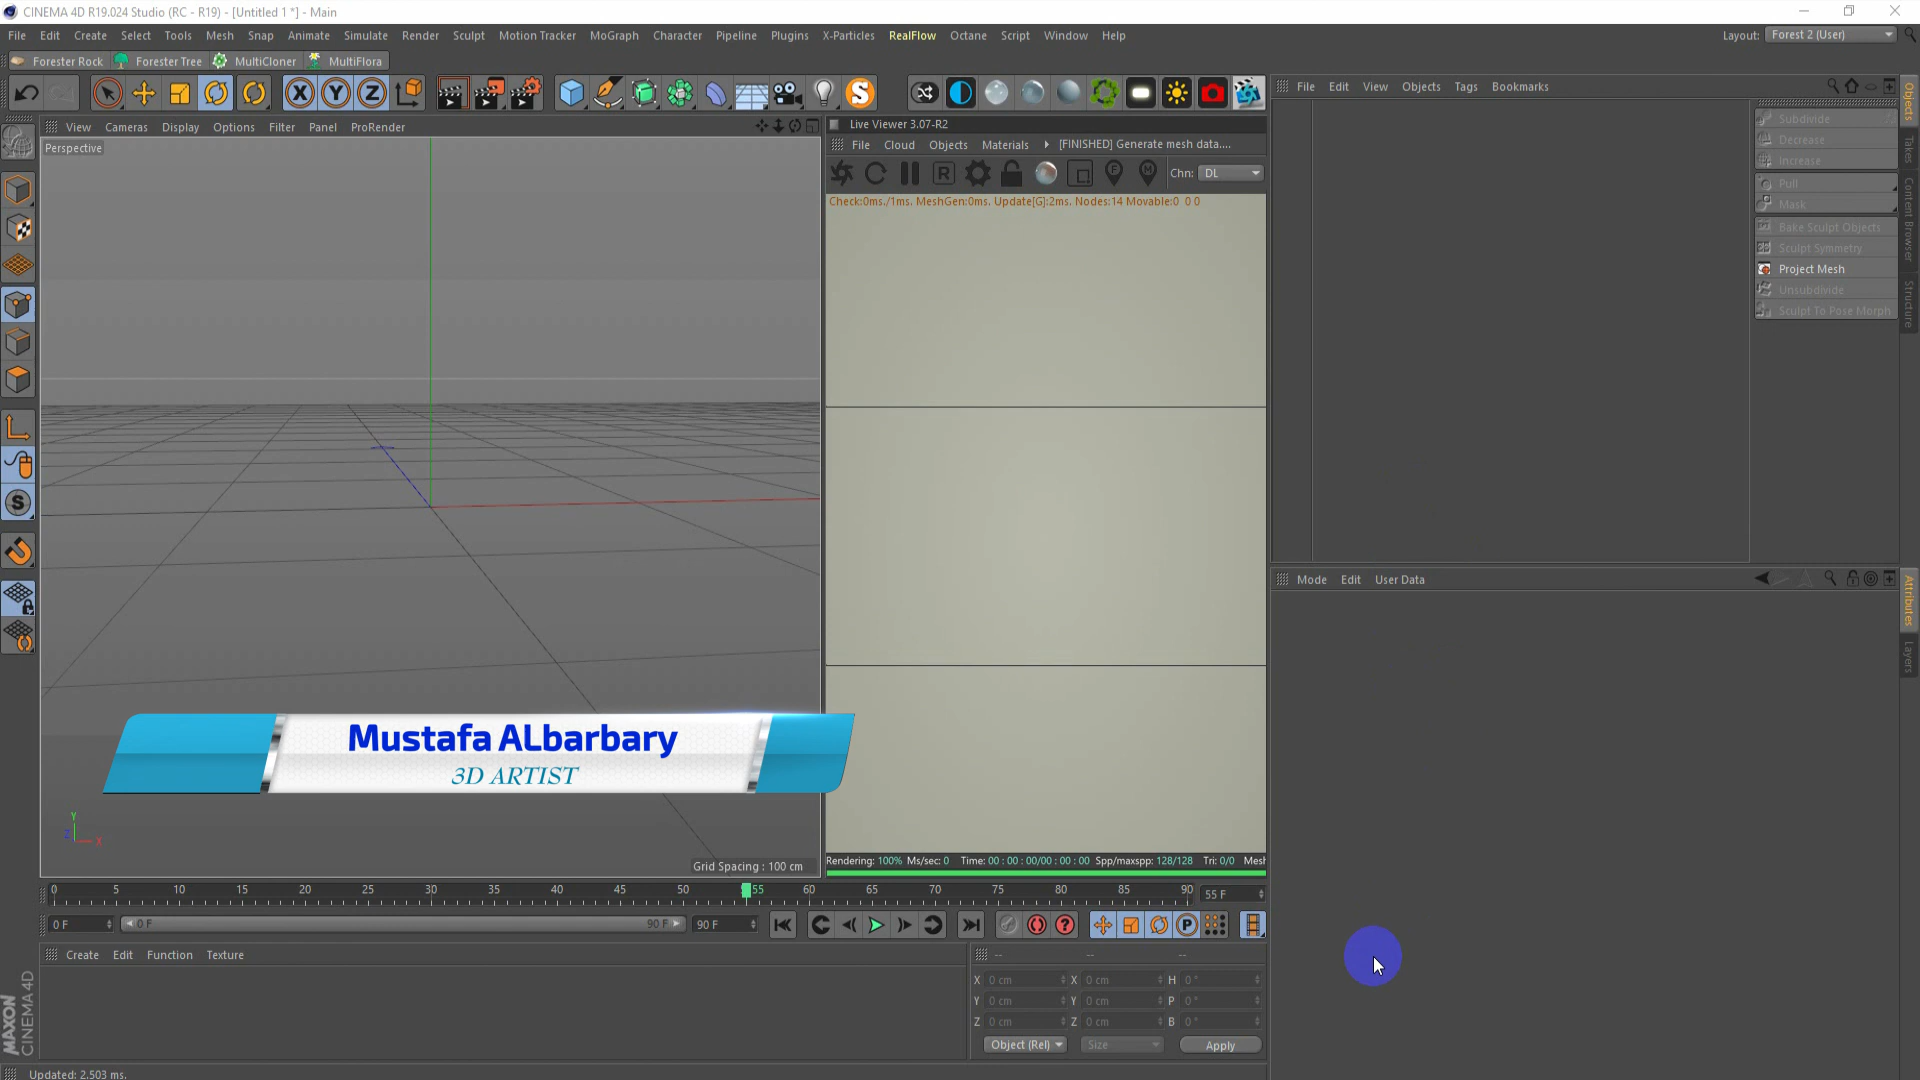 CINEMA 4D R19.024 Studio (RC - R19) - [Untitled 1 *] - Main
File Edit Create Select Tools Mesh Snap Animate Simulate Render Sculpt Motion Tracker MoGraph Character Pipeline Plugins X-Particles RealFlow Octane Script Window Help
Layout: Forest 2 (User)
Forester Rock Forester Tree MultiCloner MultiFlora
X Y Z S
File Edit View Objects Tags Bookmarks
View Cameras Display Options Filter Panel ProRender
Perspective
Live Viewer 3.07-R2
File Cloud Objects Materials [FINISHED] Generate mesh data....
R Chn: DL
Check:0ms./1ms. MeshGen:0ms. Update[G]:2ms. Nodes:14 Movable:0 0 0
Subdivide
Decrease
Increase
Pull
Mask
Bake Sculpt Objects
Sculpt Symmetry
Project Mesh
Unsubdivide
Sculpt To Pose Morph
Objects
Takes
Content Browser
Structure
Mode Edit User Data
Attributes
Layers
S
Mustafa ALbarbary
3D ARTIST
Y
Z X
Grid Spacing : 100 cm
Rendering: 100% Ms/sec: 0 Time: 00 : 00 : 00/00 : 00 : 00 Spp/maxspp: 128/128 Tri: 0/0 Mesh
0 5 10 15 20 25 30 35 40 45 50 55 60 65 70 75 80 85 90 55 F
0 F 0 F 90 F 90 F ? P
Create Edit Function Texture
-- -- --
X 0 cm X 0 cm H 0 °
Y 0 cm Y 0 cm P 0 °
Z 0 cm Z 0 cm B 0 °
Object (Rel) Size Apply
MAXON
CINEMA 4D
Updated: 2.503 ms.